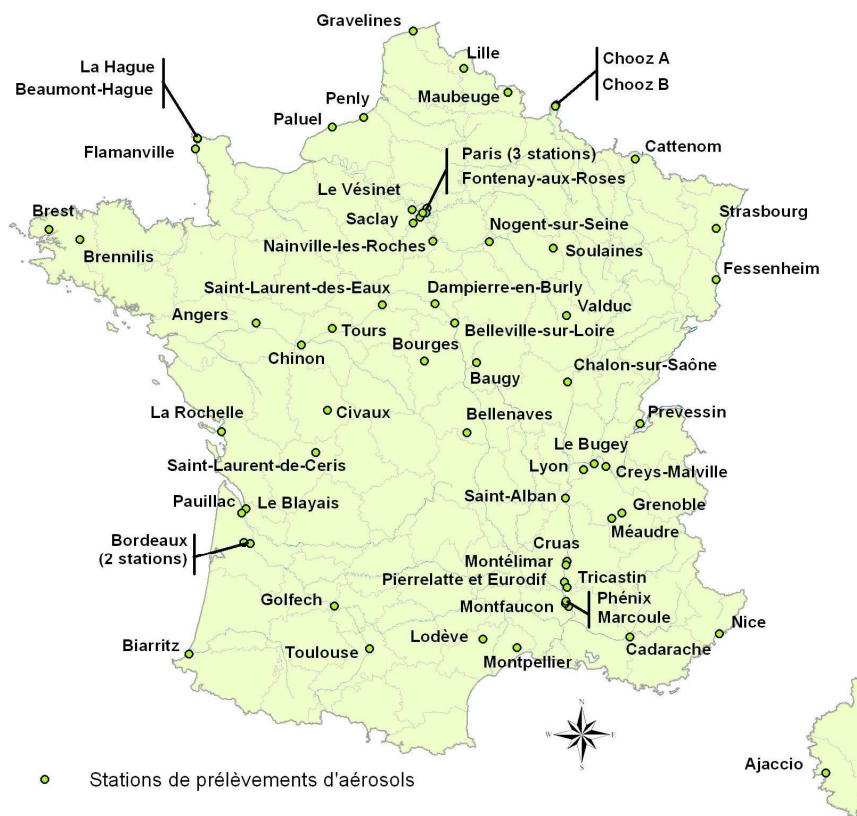 Gravelines
Lille
La Hague
Beaumont-Hague
Chooz A
Chooz B
Maubeuge
Penly
Paluel
Flamanville
Cattenom
Paris (3 stations)
Fontenay-aux-Roses
Le Vésinet
Saclay
Brest
Brennilis
Nainville-les-Roches
Nogent-sur-Seine
Soulaines
Strasbourg
Fessenheim
Saint-Laurent-des-Eaux
Dampierre-en-Burly
Valduc
Angers
Tours
Belleville-sur-Loire
Chinon
Bourges
Baugy
Chalon-sur-Saône
La Rochelle
Civaux
Bellenaves
Prevessin
Saint-Laurent-de-Ceris
Le Bugey
Lyon
Creys-Malville
Pauillac
Le Blayais
Saint-Alban
Grenoble
Méaudre
Bordeaux
(2 stations)
Cruas
Montélimar
Pierrelatte et Eurodif
Tricastin
Golfech
Montfaucon
Phénix
Marcoule
Nice
Biarritz
Toulouse
Lodève
Montpellier
Cadarache
N
W
E
S
Ajaccio
Stations de prélèvements d'aérosols